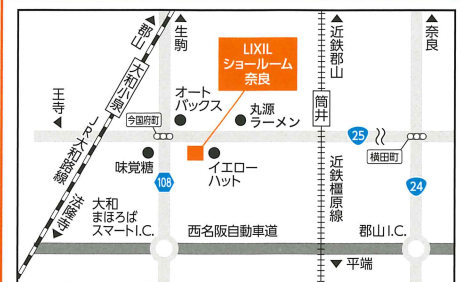 郡山
生駒
LIXIL
ショールーム
奈良
近鉄郡山
奈良
大和小泉
王寺
オート
バックス
丸源
ラーメン
筒井
今国府町
25
横田町
JR大和路線
味覚糖
イエロー
ハット
108
近鉄橿原線
24
法隆寺
大和
まほろば
スマートI.C.
西名阪自動車道
郡山I.C.
平端